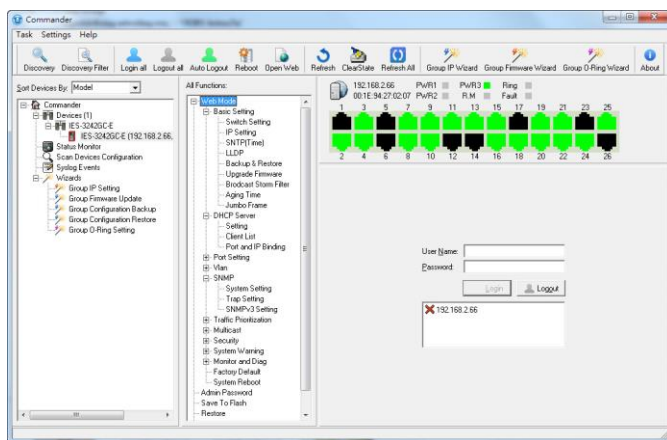 Commander
Task Settings Help
Discovery Discovery Filter Login all Logout all Auto Logout Reboot Open Web Refresh ClearState Refresh All Group IP Wizard Group Firmware Wizard Group O-Ring Wizard About
Sort Devices By: Model
Commander
Devices (1)
IES-3242GC-E
IES-3242GC-E (192.168.2.66,
Status Monitor
Scan Devices Configuration
Syslog Events
Wizards
Group IP Setting
Group Firmware Update
Group Configuration Backup
Group Configuration Restore
Group O-Ring Setting
All Functions:
Web Mode
Basic Setting
Switch Setting
IP Setting
SNTP(Time)
LLDP
Backup & Restore
Upgrade Firmware
Brodcast Storm Filter
Aging Time
Jumbo Frame
DHCP Server
Setting
Client List
Port and IP Binding
Port Setting
Vlan
SNMP
System Setting
Trap Setting
SNMPv3 Setting
Traffic Prioritization
Multicast
Security
System Warning
Monitor and Diag
Factory Default
System Reboot
Admin Password
Save To Flash
Restore
192.168.2.66 PWR1 PWR3 Ring
00:1E:94:27:02:07 PWR2 R.M Fault
1 3 5 7 9 11 13 15 17 19 21 23 25
2 4 6 8 10 12 14 16 18 20 22 24 26
User Name:
Password:
Login Logout
192.168.2.66